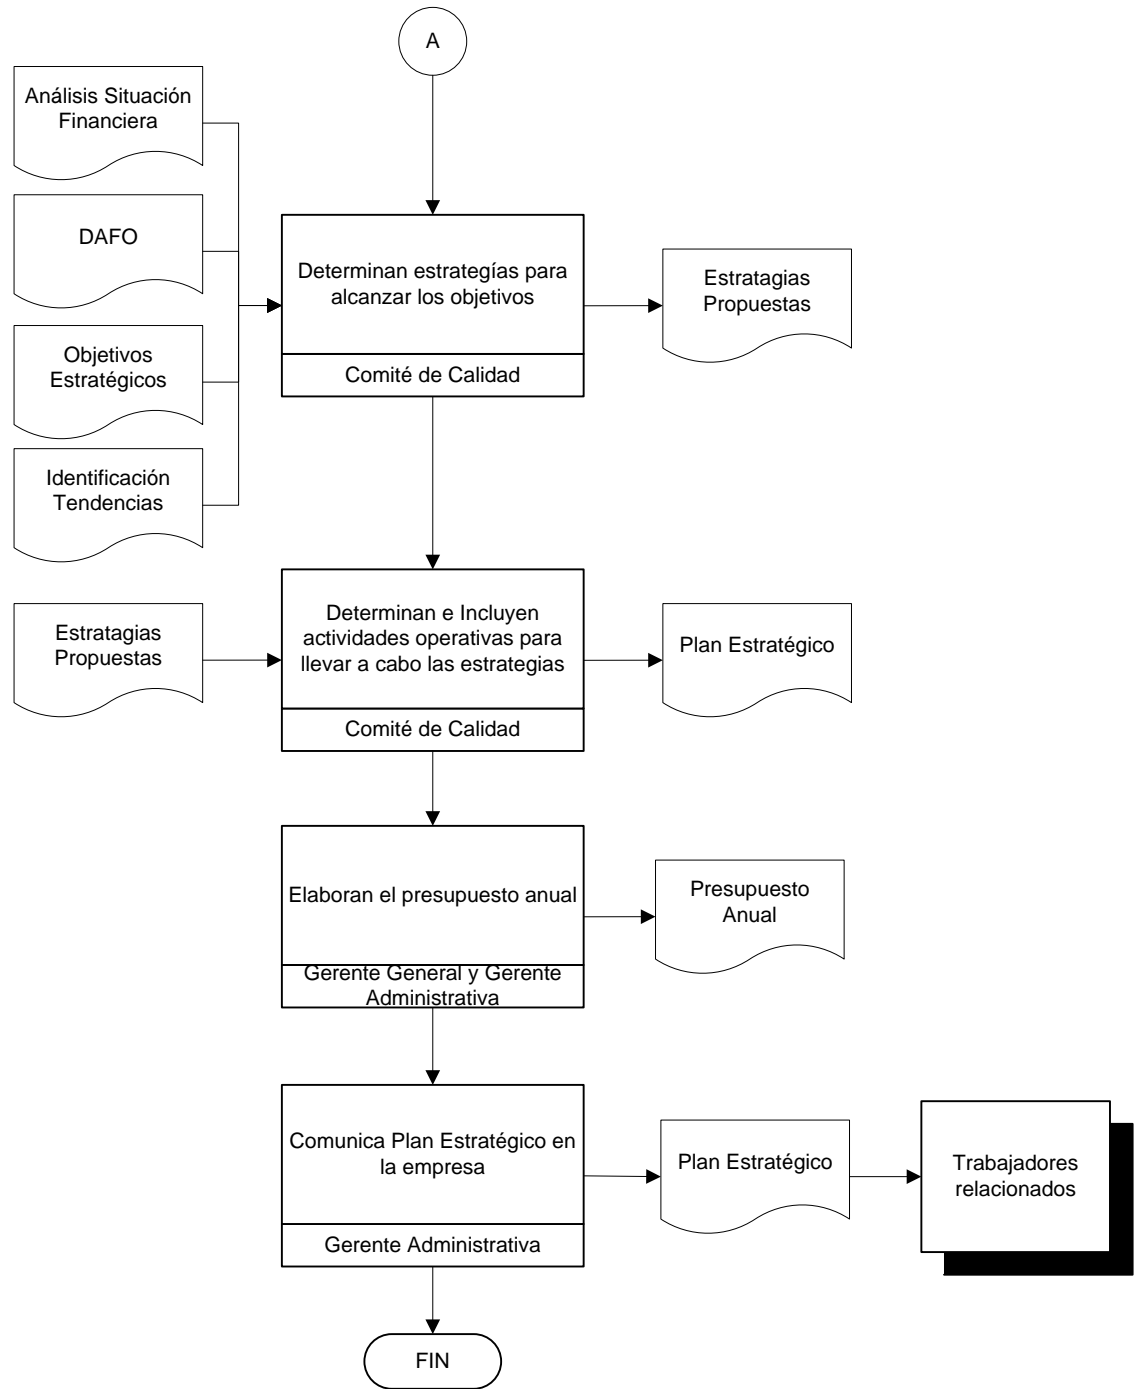 A
Análisis Situación
Financiera
DAFO
Objetivos
Estratégicos
Identificación
Tendencias
Determinan estrategías para
alcanzar los objetivos
Comité de Calidad
Estratagias
Propuestas
Estratagias
Propuestas
Determinan e Incluyen
actividades operativas para
llevar a cabo las estrategias
Comité de Calidad
Plan Estratégico
Elaboran el presupuesto anual
Gerente General y Gerente
Administrativa
Presupuesto
Anual
Comunica Plan Estratégico en
la empresa
Gerente Administrativa
Plan Estratégico
Trabajadores
relacionados
FIN